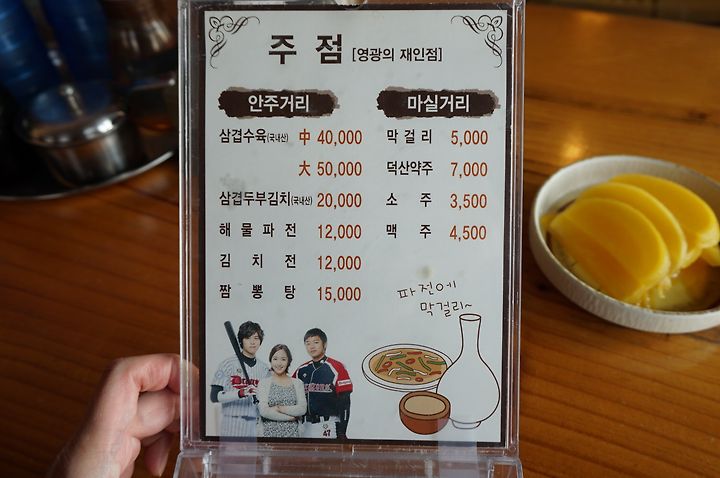 주 점 [영광의 재인점]
안주거리
삼겹수육(국내산) 中 40,000
大 50,000
삼겹두부김치(국내산) 20,000
해 물 파 전 12,000
김 치 전 12,000
짬 뽕 탕 15,000
마실거리
막 걸 리 5,000
덕산약주 7,000
소 주 3,500
맥 주 4,500
파전에
막걸리~
47